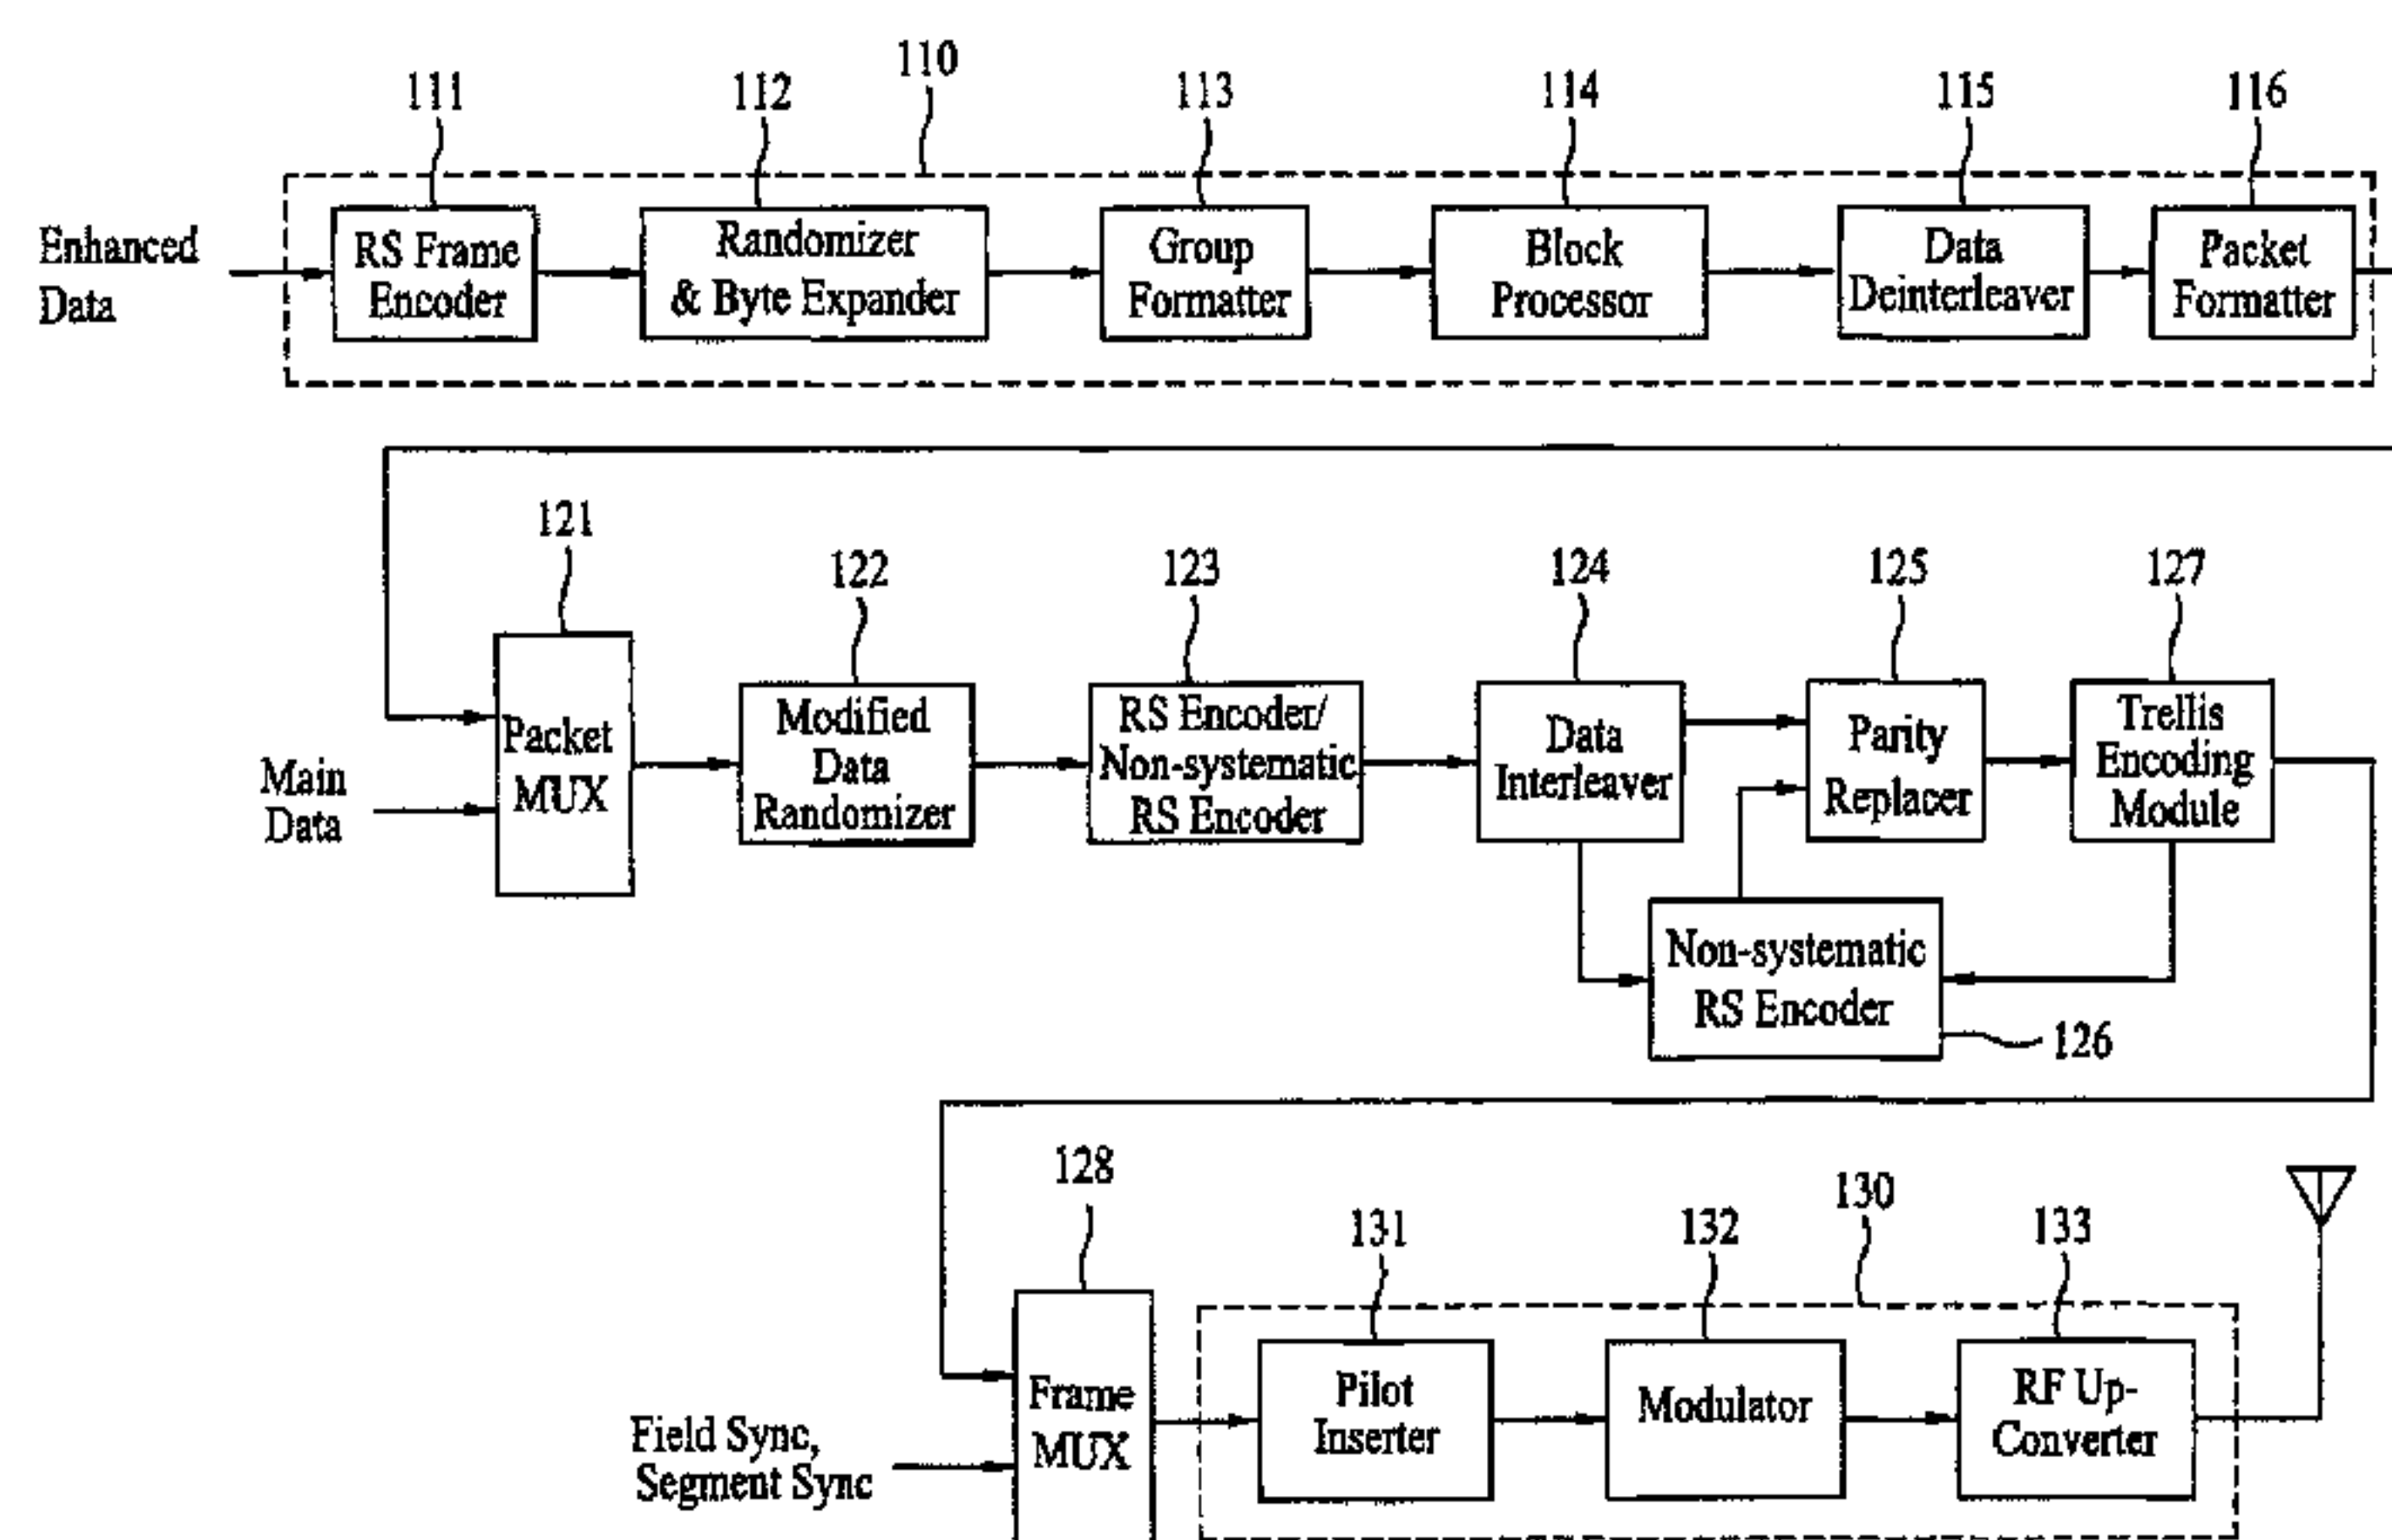 110
111
112
113
114
115
116
Enhanced
Data
RS Frame
Encoder
Randomizer
& Byte Expander
Group
Formatter
Block
Processor
Data
Deinterleaver
Packet
Formatter
121
122
123
124
125
127
Main
Data
Packet
MUX
Modified
Data
Randomizer
RS Encoder/
Non-systematic
RS Encoder
Data
Interleaver
Parity
Replacer
Trellis
Encoding
Module
Non-systematic
RS Encoder
126
128
130
131
132
133
Field Sync,
Segment Sync
Frame
MUX
Pilot
Inserter
Modulator
RF Up-
Converter